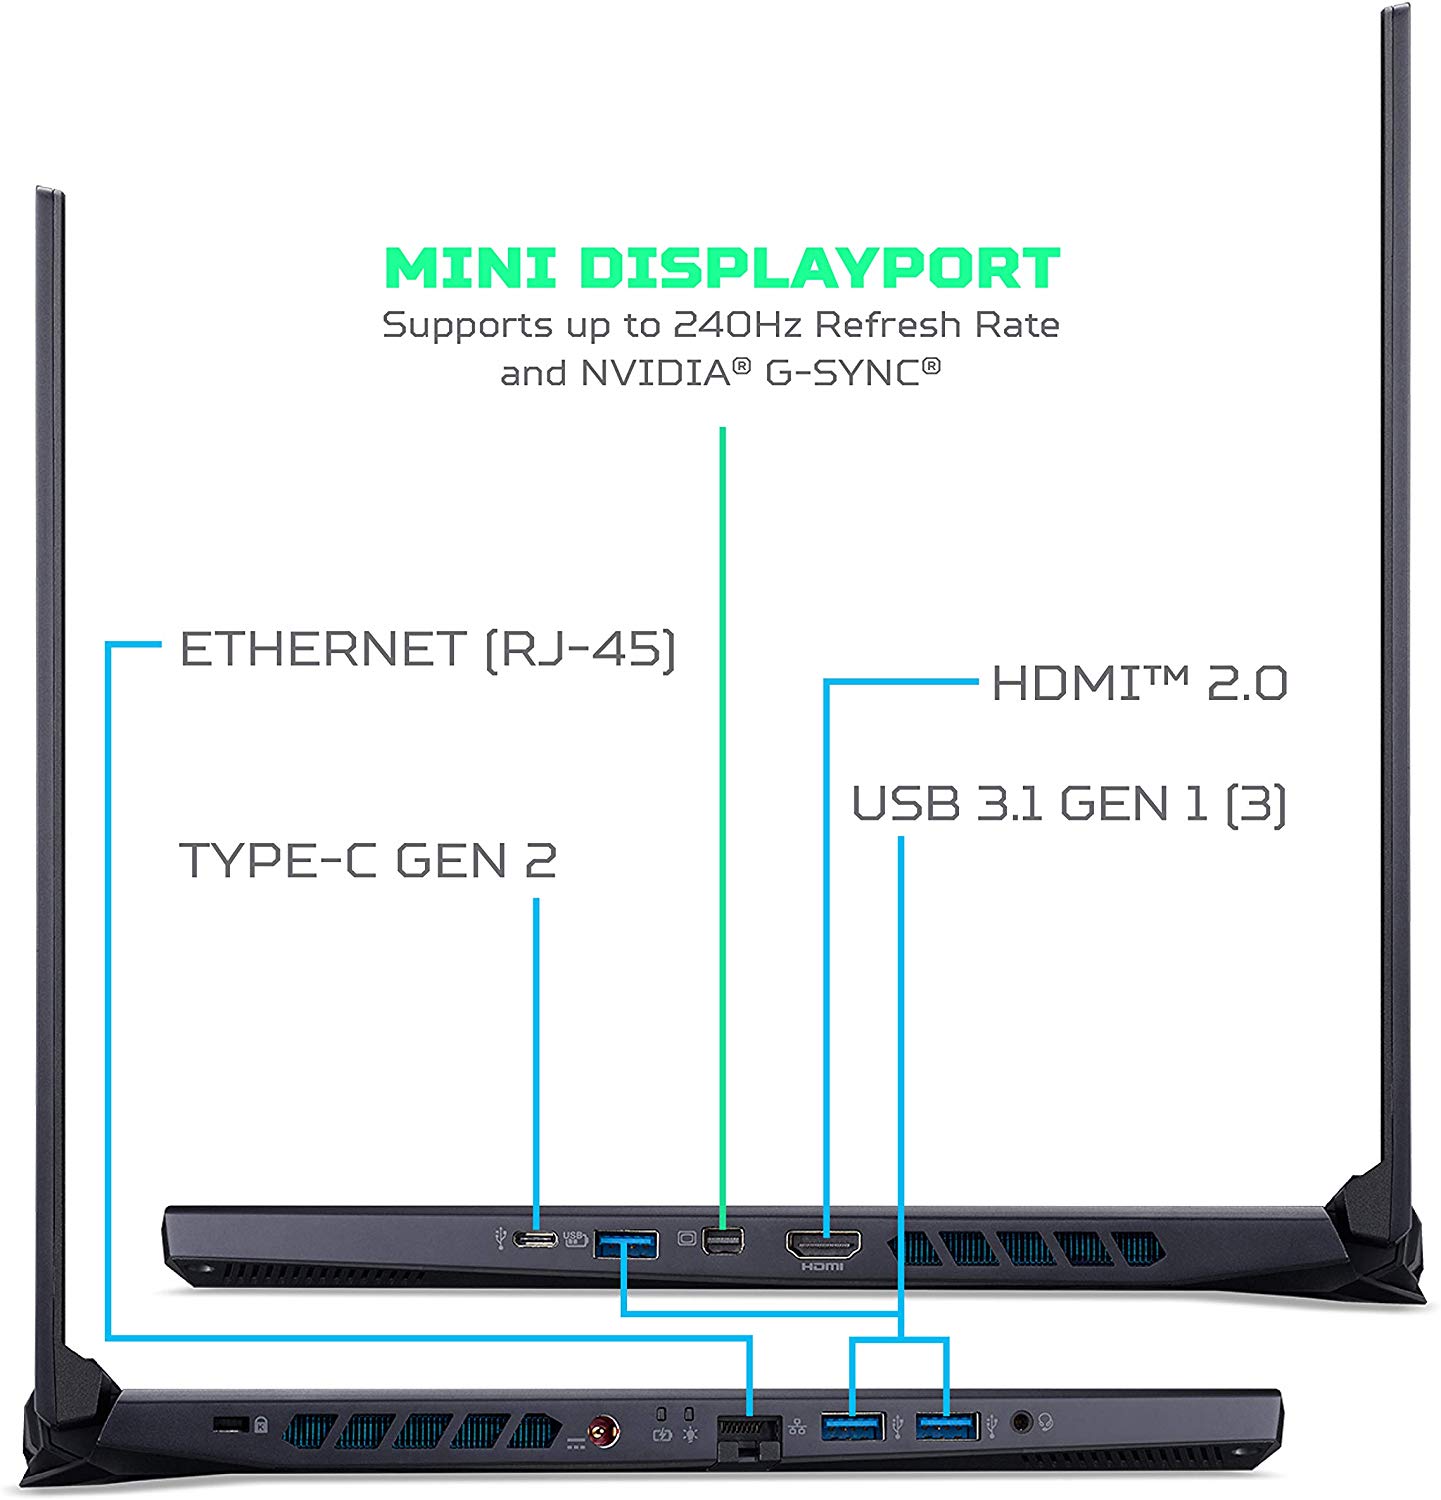 MINI DISPLAYPORT
Supports up to 240Hz Refresh Rate
and NVIDIA® G-SYNC®
ETHERNET (RJ-45)
HDMI™ 2.0
USB 3.1 GEN 1 (3)
TYPE-C GEN 2
USB
HDMI
K